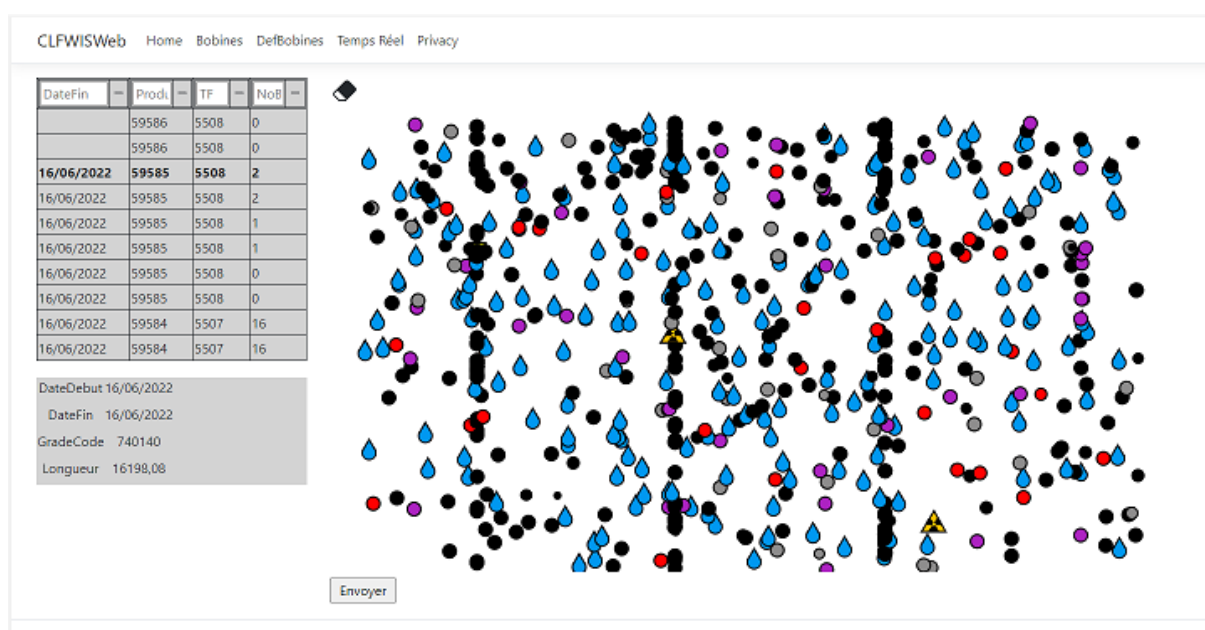 CLFWISWeb Home Bobines DefBobines Temps Réel Privacy
DateFin Produ TF NoB
59586 5508 0
59586 5508 0
16/06/2022 59585 5508 2
16/06/2022 59585 5508 2
16/06/2022 59585 5508 1
16/06/2022 59585 5508 1
16/06/2022 59585 5508 0
16/06/2022 59585 5508 0
16/06/2022 59584 5507 16
16/06/2022 59584 5507 16
DateDebut 16/06/2022
DateFin 16/06/2022
GradeCode 740140
Longueur 16198,08
Envoyer